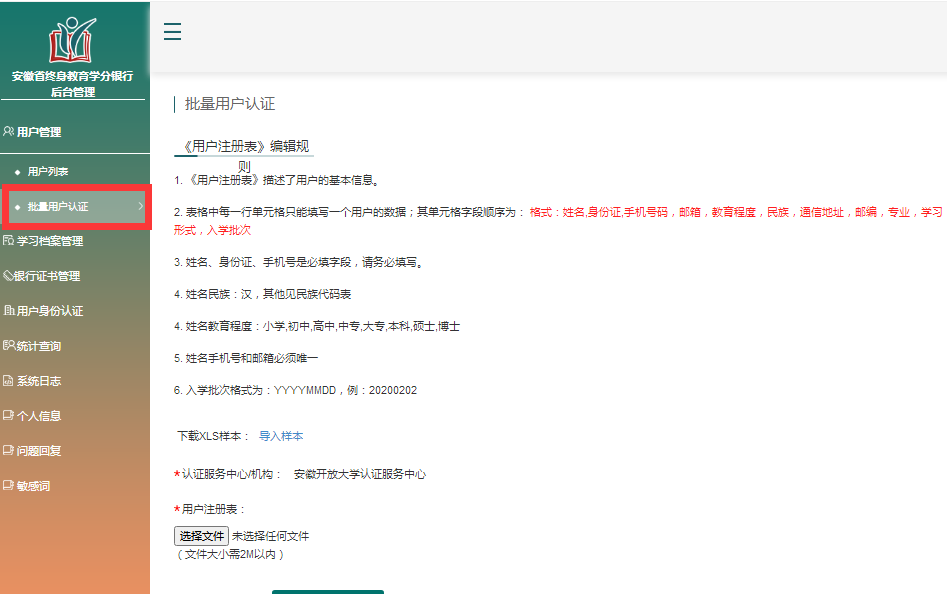 安徽省终身教育学分银行
后台管理
用户管理
用户列表
批量用户认证
学习档案管理
银行证书管理
用户身份认证
统计查询
系统日志
个人信息
问题回复
敏感词
批量用户认证
《用户注册表》编辑规
则
1. 《用户注册表》描述了用户的基本信息。
2. 表格中每一行单元格只能填写一个用户的数据；其单元格字段顺序为： 格式：姓名,身份证,手机号码，邮箱，教育程度，民族，通信地址，邮编，专业，学习
形式，入学批次
3. 姓名、身份证、手机号是必填字段，请务必填写。
4. 姓名民族：汉，其他见民族代码表
4. 姓名教育程度：小学,初中,高中,中专,大专,本科,硕士,博士
5. 姓名手机号和邮箱必须唯一
6. 入学批次格式为：YYYYMMDD，例：20200202
下载XLS样本： 导入样本
*认证服务中心/机构： 安徽开放大学认证服务中心
*用户注册表：
选择文件 未选择任何文件
（文件大小需2M以内）